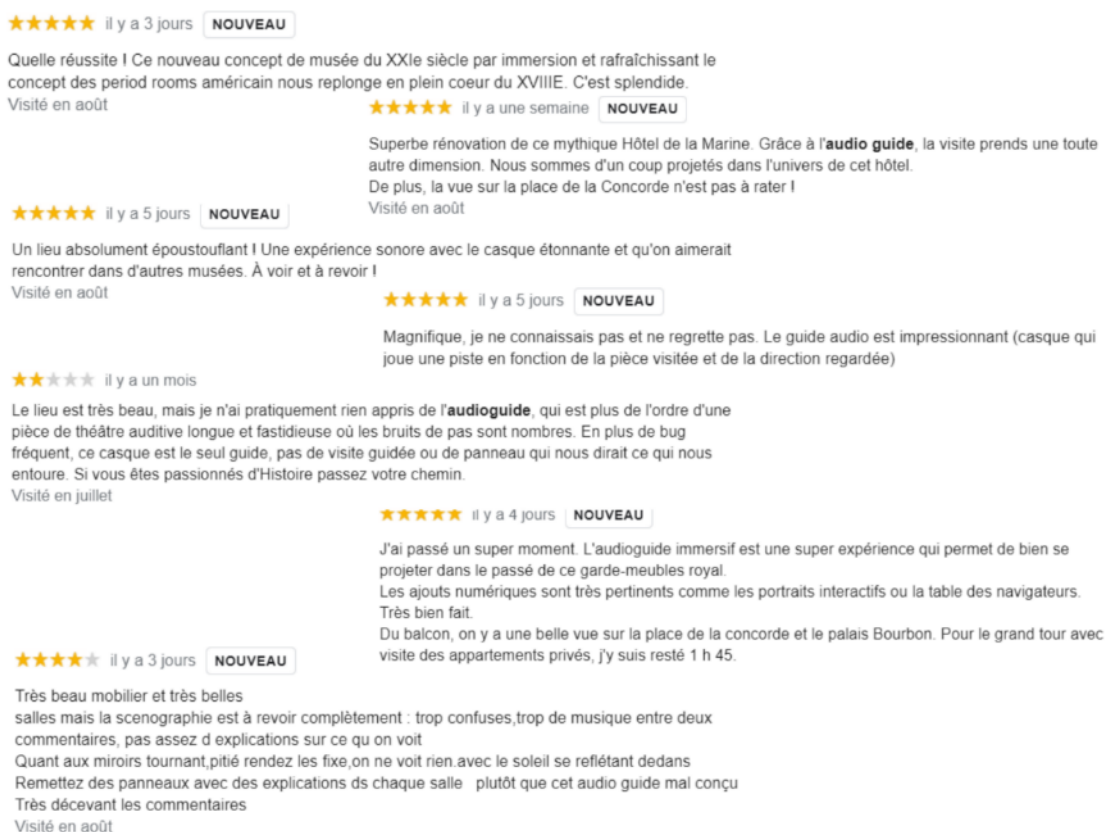 il y a 3 jours NOUVEAU
Quelle réussite ! Ce nouveau concept de musée du XXIe siècle par immersion et rafraîchissant le
concept des period rooms américain nous replonge en plein coeur du XVIIIE. C'est splendide.
Visité en août
il y a une semaine NOUVEAU
Superbe rénovation de ce mythique Hôtel de la Marine. Grâce à l'audio guide, la visite prends une toute
autre dimension. Nous sommes d'un coup projetés dans l'univers de cet hôtel.
De plus, la vue sur la place de la Concorde n'est pas à rater !
Visité en août
il y a 5 jours NOUVEAU
Un lieu absolument époustouflant ! Une expérience sonore avec le casque étonnante et qu'on aimerait
rencontrer dans d'autres musées. À voir et à revoir !
Visité en août
il y a 5 jours NOUVEAU
Magnifique, je ne connaissais pas et ne regrette pas. Le guide audio est impressionnant (casque qui
joue une piste en fonction de la pièce visitée et de la direction regardée)
il y a un mois
Le lieu est très beau, mais je n'ai pratiquement rien appris de l'audioguide, qui est plus de l'ordre d'une
pièce de théâtre auditive longue et fastidieuse où les bruits de pas sont nombres. En plus de bug
fréquent, ce casque est le seul guide, pas de visite guidée ou de panneau qui nous dirait ce qui nous
entoure. Si vous êtes passionnés d'Histoire passez votre chemin.
Visité en juillet
il y a 4 jours NOUVEAU
J'ai passé un super moment. L'audioguide immersif est une super expérience qui permet de bien se
projeter dans le passé de ce garde-meubles royal.
Les ajouts numériques sont très pertinents comme les portraits interactifs ou la table des navigateurs.
Très bien fait.
Du balcon, on y a une belle vue sur la place de la concorde et le palais Bourbon. Pour le grand tour avec
visite des appartements privés, j'y suis resté 1 h 45.
il y a 3 jours NOUVEAU
Très beau mobilier et très belles
salles mais la scenographie est à revoir complètement : trop confuses,trop de musique entre deux
commentaires, pas assez d explications sur ce qu on voit
Quant aux miroirs tournant,pitié rendez les fixe,on ne voit rien.avec le soleil se reflétant dedans
Remettez des panneaux avec des explications ds chaque salle plutôt que cet audio guide mal conçu
Très décevant les commentaires
Visité en août